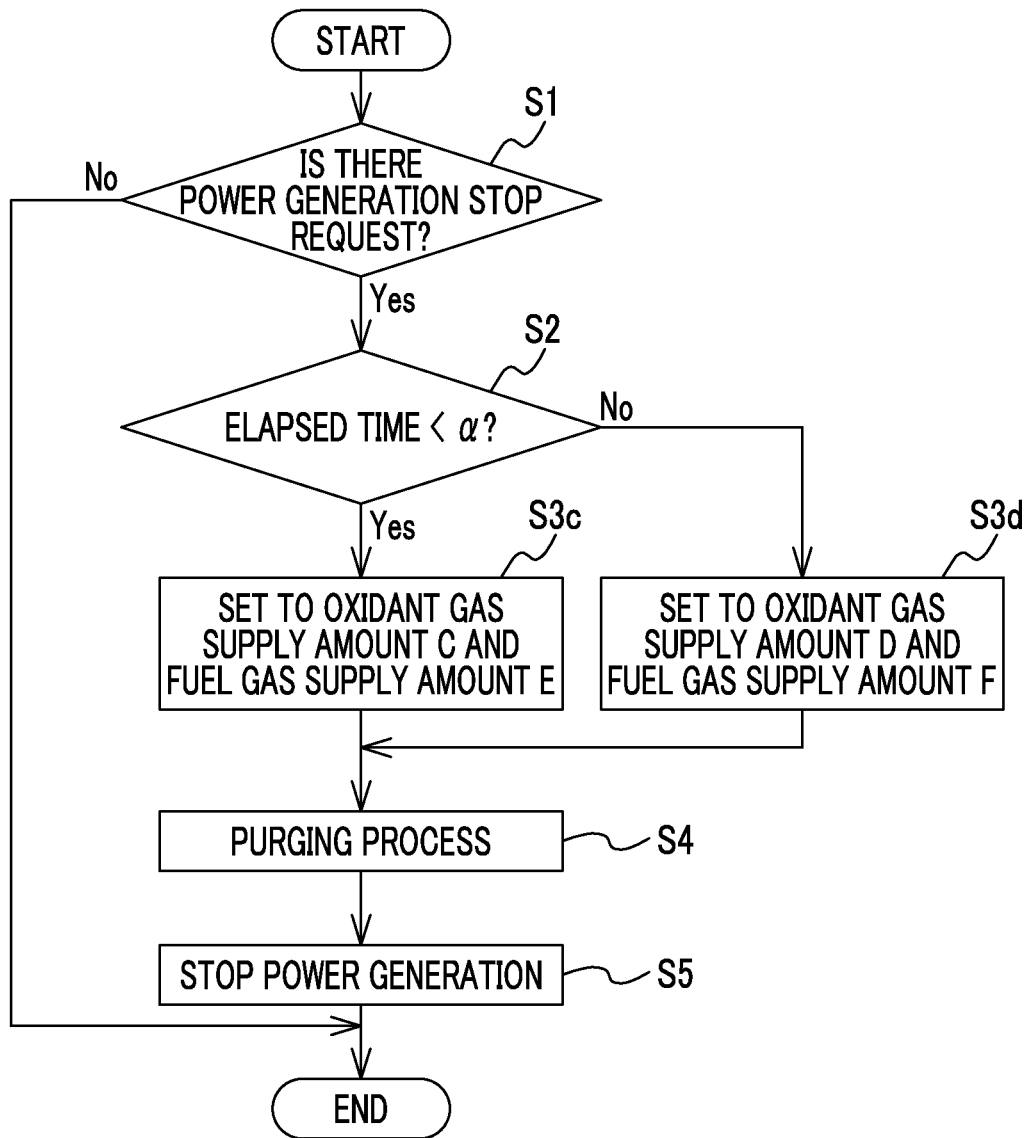 START
S1
IS THERE
POWER GENERATION STOP
REQUEST?
No
Yes
S2
ELAPSED TIME < α?
No
Yes
S3c
SET TO OXIDANT GAS
SUPPLY AMOUNT C AND
FUEL GAS SUPPLY AMOUNT E
S3d
SET TO OXIDANT GAS
SUPPLY AMOUNT D AND
FUEL GAS SUPPLY AMOUNT F
PURGING PROCESS
S4
STOP POWER GENERATION
S5
END